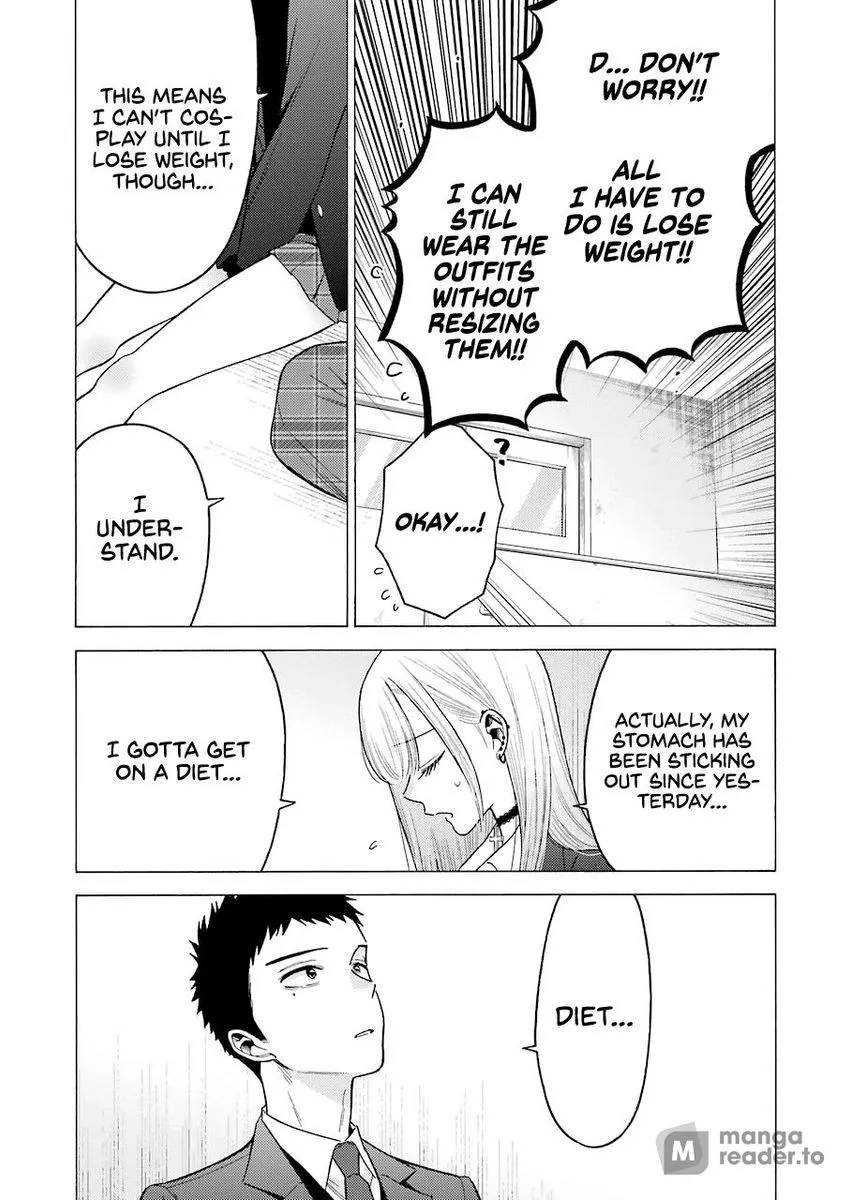 D... DON'T
WORRY!!
ALL
I HAVE TO
DO IS LOSE
WEIGHT!!
I CAN
STILL
WEAR THE
OUTFITS
WITHOUT
RESIZING
THEM!!
?
OKAY...!
THIS MEANS
I CAN'T COS-
PLAY UNTIL I
LOSE WEIGHT,
THOUGH...
I
UNDER-
STAND.
ACTUALLY, MY
STOMACH HAS
BEEN STICKING
OUT SINCE YES-
TERDAY...
I GOTTA GET
ON A DIET...
DIET...
M manga
reader.to